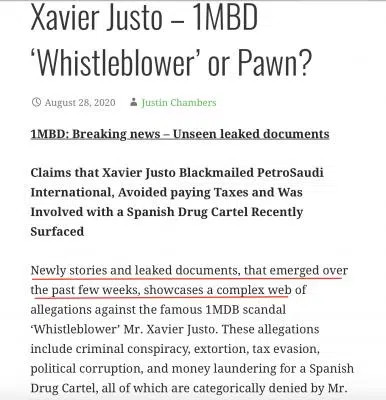 Xavier Justo – 1MBD
‘Whistleblower’ or Pawn?
August 28, 2020 Justin Chambers
1MBD: Breaking news – Unseen leaked documents
Claims that Xavier Justo Blackmailed PetroSaudi
International, Avoided paying Taxes and Was
Involved with a Spanish Drug Cartel Recently
Surfaced
Newly stories and leaked documents, that emerged over
the past few weeks, showcases a complex web of
allegations against the famous 1MDB scandal
‘Whistleblower’ Mr. Xavier Justo. These allegations
include criminal conspiracy, extortion, tax evasion,
political corruption, and money laundering for a Spanish
Drug Cartel, all of which are categorically denied by Mr.